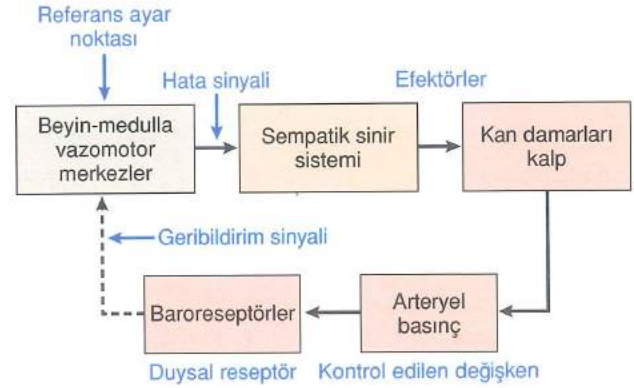 Referans ayar
noktası
Hata sinyali
Efektörler
Beyin-medulla
vazomotor
merkezler
Sempatik sinir
sistemi
Kan damarları
kalp
Geribildirim sinyali
Baroreseptörler
Arteryel
basınç
Duysal reseptör
Kontrol edilen değişken